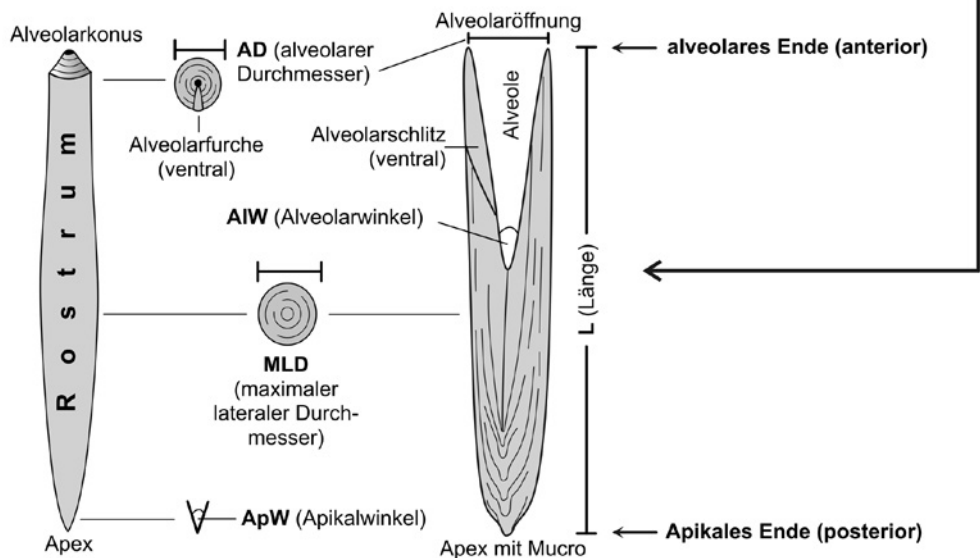 Alveolarkonus
Rostrum
Apex
AD (alveolarer
Durchmesser)
Alveolarfurche
(ventral)
MLD
(maximaler
lateraler Durch-
messer)
ApW (Apikalwinkel)
Alveolaröffnung
Alveole
Alveolarschlitz
(ventral)
AlW (Alveolarwinkel)
L (Länge)
Apex mit Mucro
alveolares Ende (anterior)
Apikales Ende (posterior)